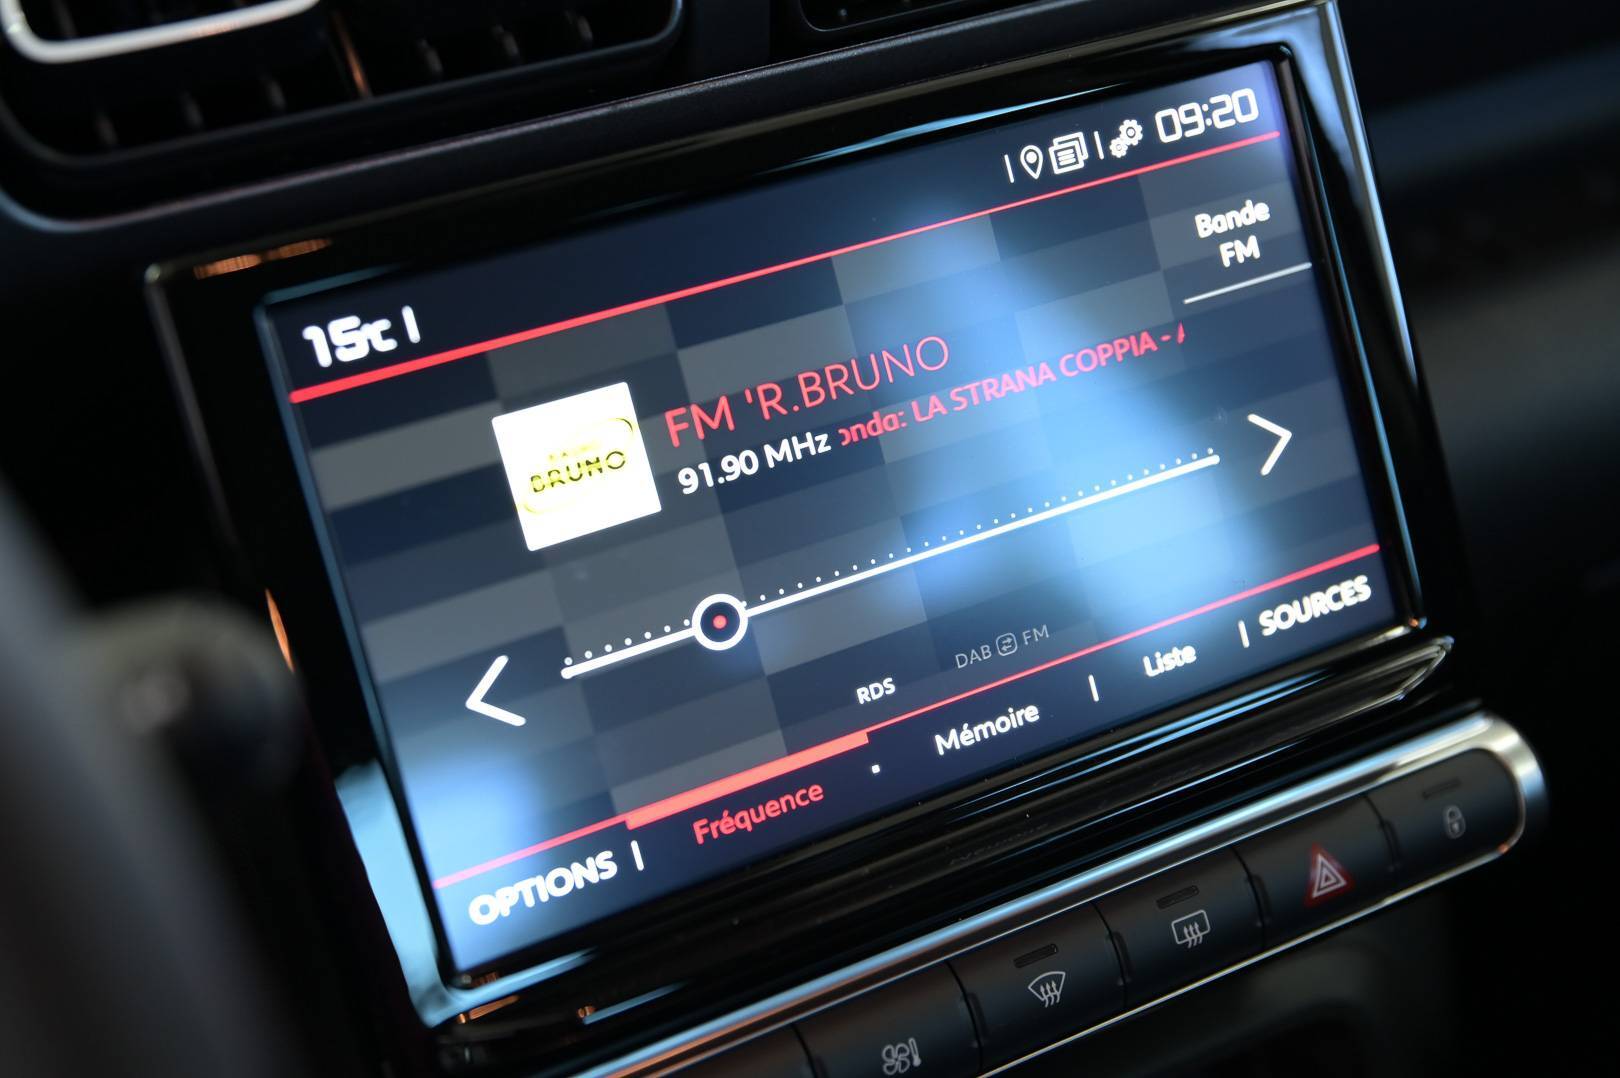 15°C
09:20
Bande
FM
FM 'R.BRUNO
91.90 MHz onda: LA STRANA COPPIA - A
BRUNO
RDS
DAB FM
OPTIONS
Fréquence
Mémoire
Liste
SOURCES